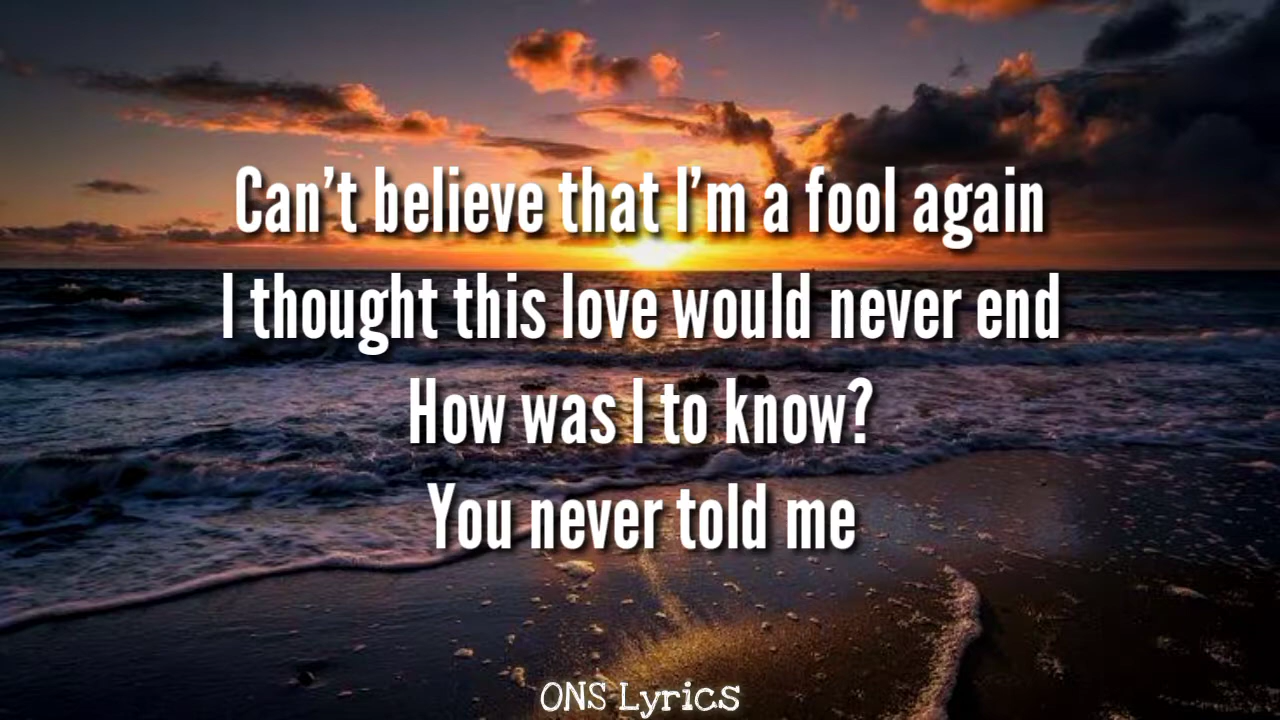 Can’t believe that I’m a fool again
I thought this love would never end
How was I to know?
You never told me
ONS Lyrics